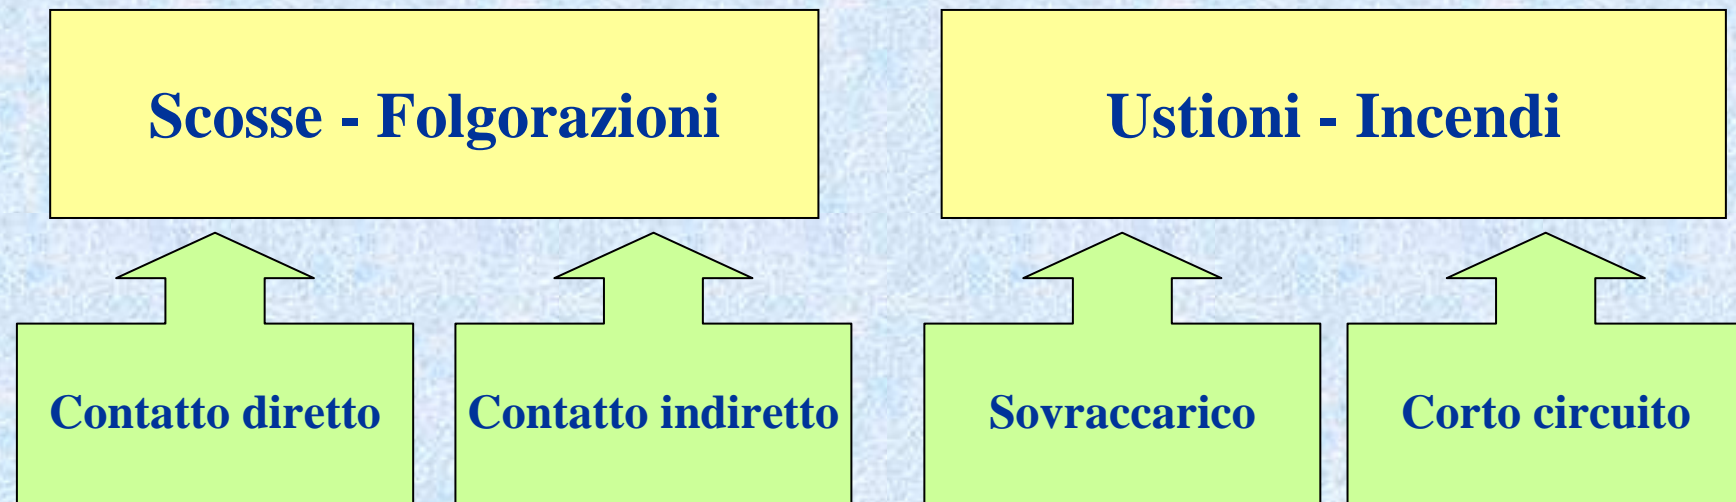 Scosse - Folgorazioni
Ustioni - Incendi
Contatto diretto
Contatto indiretto
Sovraccarico
Corto circuito